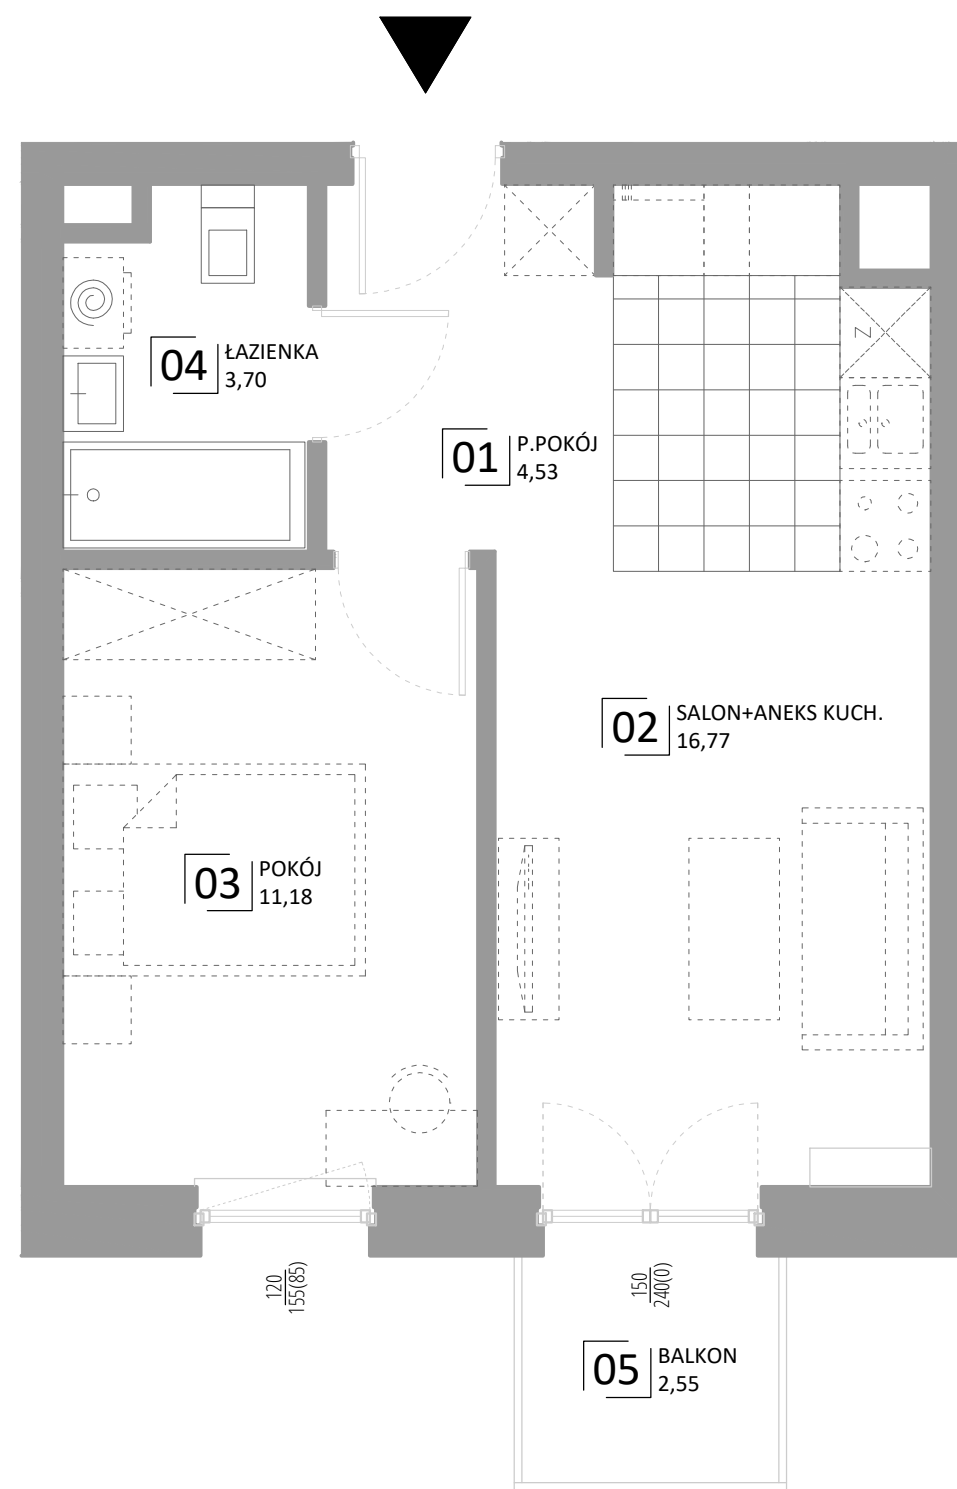 04
ŁAZIENKA
3,70
01
P.POKÓJ
4,53
Z
02
SALON+ANEKS KUCH.
16,77
03
POKÓJ
11,18
120
155(85)
150
240(0)
05
BALKON
2,55